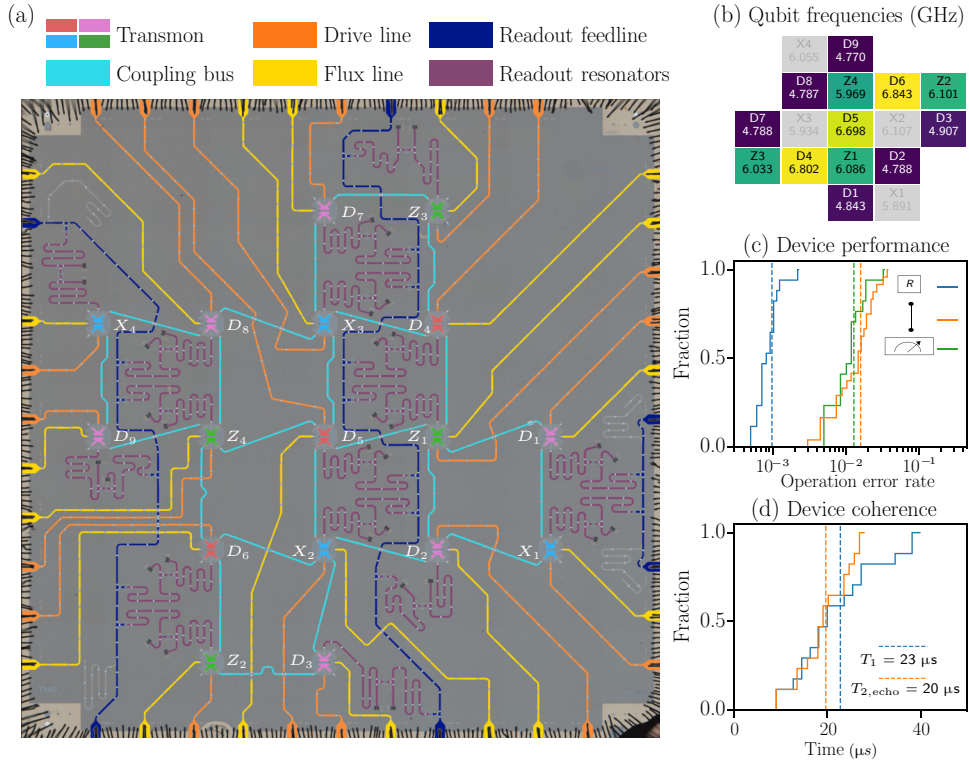 (a)
Transmon
Drive line
Readout feedline
Coupling bus
Flux line
Readout resonators
D7
Z3
X4
D8
X3
D4
D9
Z4
D5
Z1
D1
D6
X2
D2
X1
Z2
D3
(b) Qubit frequencies (GHz)
X4 D9
6.055 4.770
D8 Z4 D6 Z2
4.787 5.969 6.843 6.101
D7 X3 D5 X2 D3
4.788 5.934 6.698 6.107 4.907
Z3 D4 Z1 D2
6.033 6.802 6.086 4.788
D1 X1
4.843 5.891
(c) Device performance
1.0
0.5
0.0
Fraction
R
10⁻³ 10⁻² 10⁻¹
Operation error rate
(d) Device coherence
1.0
0.5
0.0
Fraction
T₁ = 23 μs
T₂,echo = 20 μs
0 20 40
Time (μs)